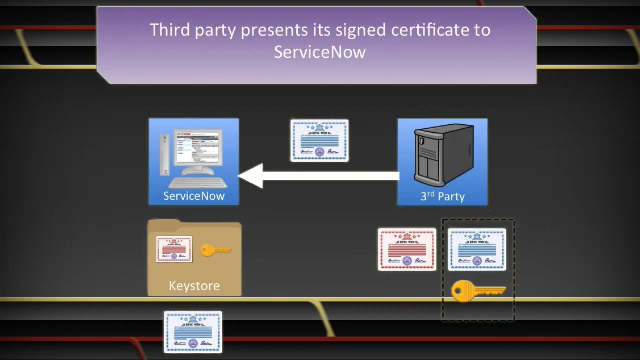 Third party presents its signed certificate to
ServiceNow
ServiceNow
3rd Party
Keystore